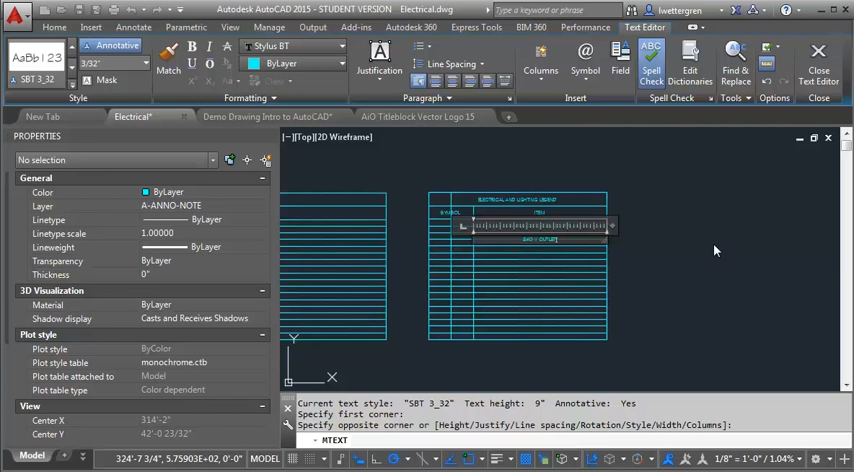 Autodesk AutoCAD 2015 - STUDENT VERSION Electrical.dwg
Type a keyword or phrase
lwettergren
Home Insert Annotate Parametric View Manage Output Add-ins Autodesk 360 Express Tools BIM 360 Performance Text Editor
AaBb123
SBT 3_32
Annotative
3/32"
Mask
Style
Match
B I
Stylus BT
U O
ByLayer
Clear
Formatting
Justification
Line Spacing
Paragraph
Columns
Symbol
Field
Insert
ABC
Spell Check
Edit Dictionaries
Spell Check
Find & Replace
Tools
Options
Close Text Editor
Close
New Tab Electrical* Demo Drawing Intro to AutoCAD* AiO Titleblock Vector Logo 15
PROPERTIES
No selection
General
Color ByLayer
Layer A-ANNO-NOTE
Linetype ByLayer
Linetype scale 1.00000
Lineweight ByLayer
Transparency ByLayer
Thickness 0"
3D Visualization
Material ByLayer
Shadow display Casts and Receives Shadows
Plot style
Plot style ByColor
Plot style table monochrome.ctb
Plot table attached to Model
Plot table type Color dependent
View
Center X 314'-2"
Center Y 42'-0 23/32"
[−][Top][2D Wireframe]
ELECTRICAL AND LIGHTING LEGEND
SYMBOL ITEM
Y
X
Current text style: "SBT 3_32" Text height: 9" Annotative: Yes
Specify first corner:
Specify opposite corner or [Height/Justify/Line spacing/Rotation/Style/Width/Columns]:
MTEXT
Model
324'-7 3/4", 5.75903E+02, 0'-0" MODEL
1/8" = 1'-0" / 1.04%